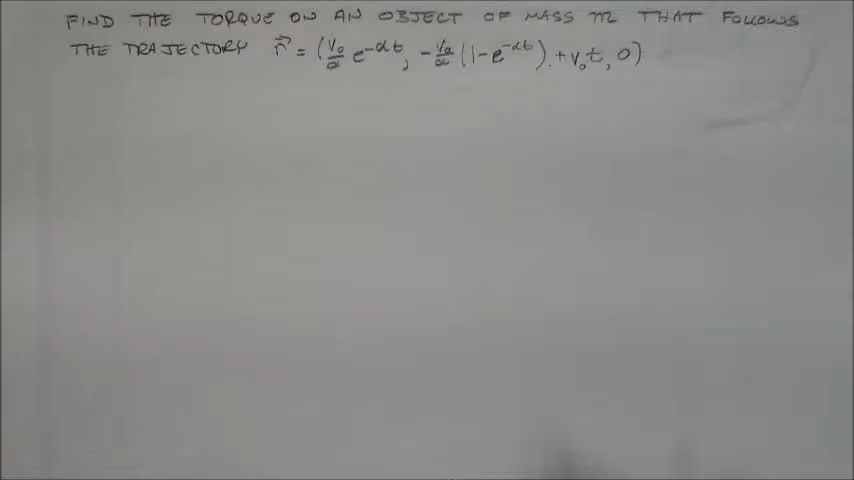 FIND THE TORQUE ON AN OBJECT OF MASS m THAT FOLLOWS
THE TRAJECTORY r⃗ = (v₀/α e^{-αt}, -v₀/α (1-e^{-αt}) + v₀t, 0)